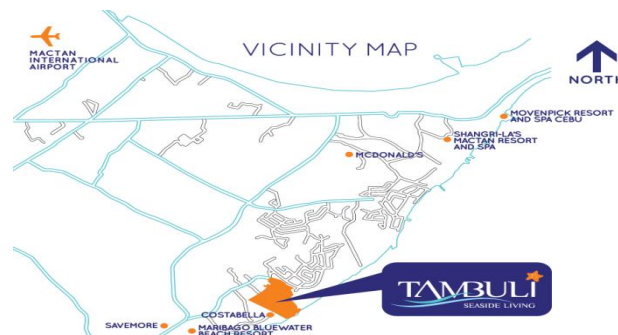 MACTAN
INTERNATIONAL
AIRPORT
VICINITY MAP
NORTH
MOVENPICK RESORT
AND SPA CEBU
SHANGRI-LA'S
MACTAN RESORT
AND SPA
MCDONALD'S
TAMBULI
SEASIDE LIVING
COSTABELLA
SAVEMORE
MARIBAGO BLUEWATER
BEACH RESORT